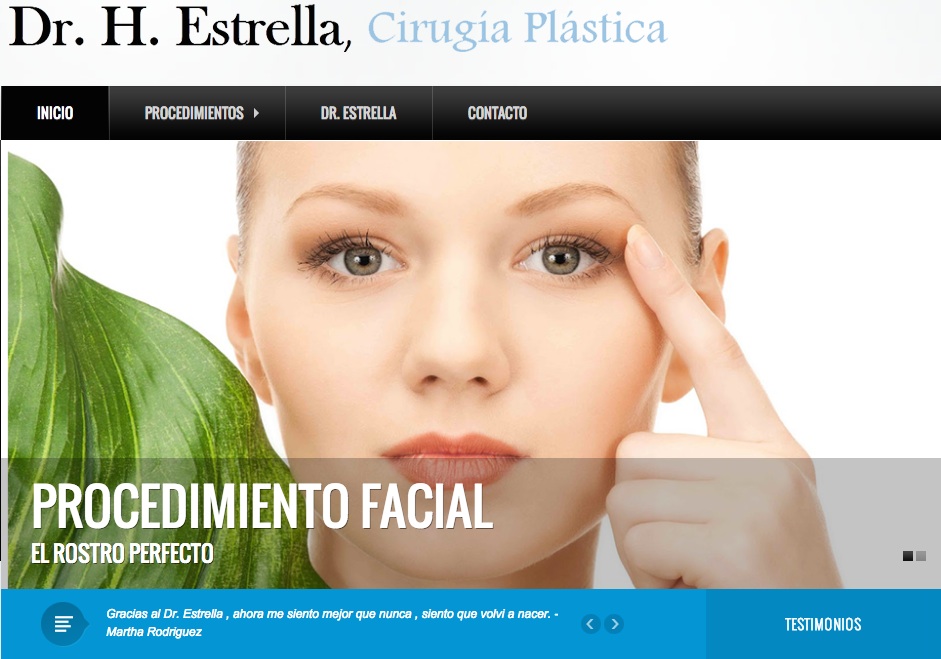 Dr. H. Estrella, Cirugía Plástica
INICIO PROCEDIMIENTOS DR. ESTRELLA CONTACTO
PROCEDIMIENTO FACIAL
EL ROSTRO PERFECTO
Gracias al Dr. Estrella , ahora me siento mejor que nunca , siento que volvi a nacer. -
Martha Rodriguez
TESTIMONIOS